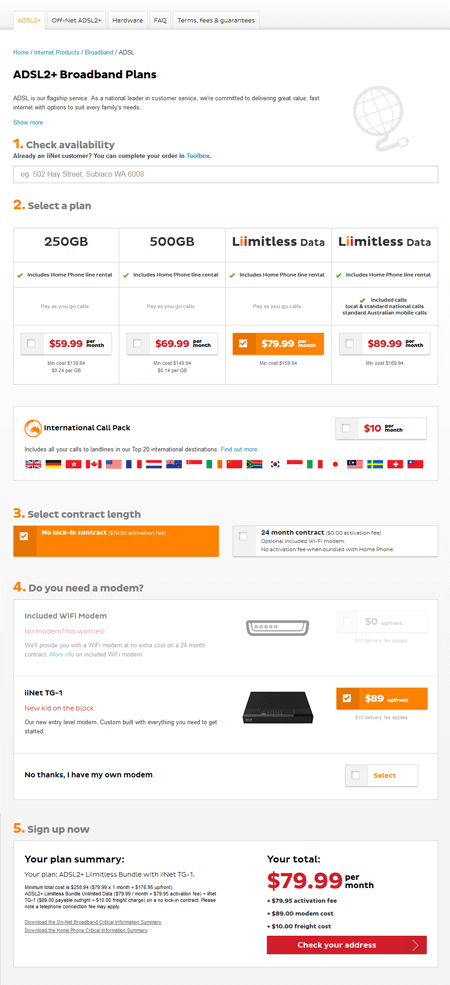 ADSL2+
Off-Net ADSL2+
Hardware
FAQ
Terms, fees & guarantees
Home / Internet Products / Broadband / ADSL
ADSL2+ Broadband Plans
ADSL is our flagship service. As a national leader in customer service, we're committed to delivering great value, fast
internet with options to suit every family's needs.
Show more
1. Check availability
Already an iiNet customer? You can complete your order in Toolbox.
eg. 502 Hay Street, Subiaco WA 6008
2. Select a plan
250GB
500GB
Liimitless Data
Liimitless Data
Includes Home Phone line rental
Includes Home Phone line rental
Includes Home Phone line rental
Includes Home Phone line rental
Pay as you go calls
Pay as you go calls
Pay as you go calls
Included calls
local & standard national calls
standard Australian mobile calls
$59.99 per month
$69.99 per month
$79.99 per month
$89.99 per month
Min cost $139.94
$0.24 per GB
Min cost $149.94
$0.14 per GB
Min cost $159.94
Min cost $169.94
International Call Pack
$10 per month
Includes all your calls to landlines in our Top 20 international destinations. Find out more.
3. Select contract length
No lock-in contract ($79.95 activation fee)
24 month contract ($0.00 activation fee)
Optional included Wi-Fi modem.
No activation fee when bundled with Home Phone.
4. Do you need a modem?
Included WiFi Modem
No modem? No worries!
We'll provide you with a WiFi modem at no extra cost on a 24 month
contract. More info on included WiFi modem.
$0 upfront
$10 delivery fee applies
iiNet TG-1
New kid on the block
Our new entry level modem. Custom built with everything you need to get
started.
$89 upfront
$10 delivery fee applies
No thanks, I have my own modem
Select
5. Sign up now
Your plan summary:
Your plan: ADSL2+ Liimitless Bundle with iiNet TG-1.
Minimum total cost is $258.94 ($79.99 x 1 month + $178.95 upfront).
ADSL2+ Liimitless Bundle Unlimited Data ($79.99 / month + $79.95 activation fee) + iiNet
TG-1 ($89.00 payable outright + $10.00 freight charge) on a no lock-in contract. Please
note a telephone connection fee may apply.
Download the On-Net Broadband Critical Information Summary
Download the Home Phone Critical Information Summary
Your total:
$79.99 per month
+ $79.95 activation fee
+ $89.00 modem cost
+ $10.00 freight cost
Check your address